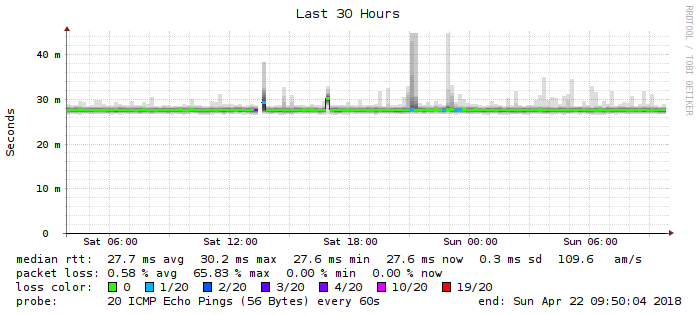 Last 30 Hours
RRDTOOL / TOBI OETIKER
Seconds
40 m
30 m
20 m
10 m
0
Sat 06:00 Sat 12:00 Sat 18:00 Sun 00:00 Sun 06:00
median rtt: 27.7 ms avg 30.2 ms max 27.6 ms min 27.6 ms now 0.3 ms sd 109.6 am/s
packet loss: 0.58 % avg 65.83 % max 0.00 % min 0.00 % now
loss color: 0 1/20 2/20 3/20 4/20 10/20 19/20
probe: 20 ICMP Echo Pings (56 Bytes) every 60s end: Sun Apr 22 09:50:04 2018